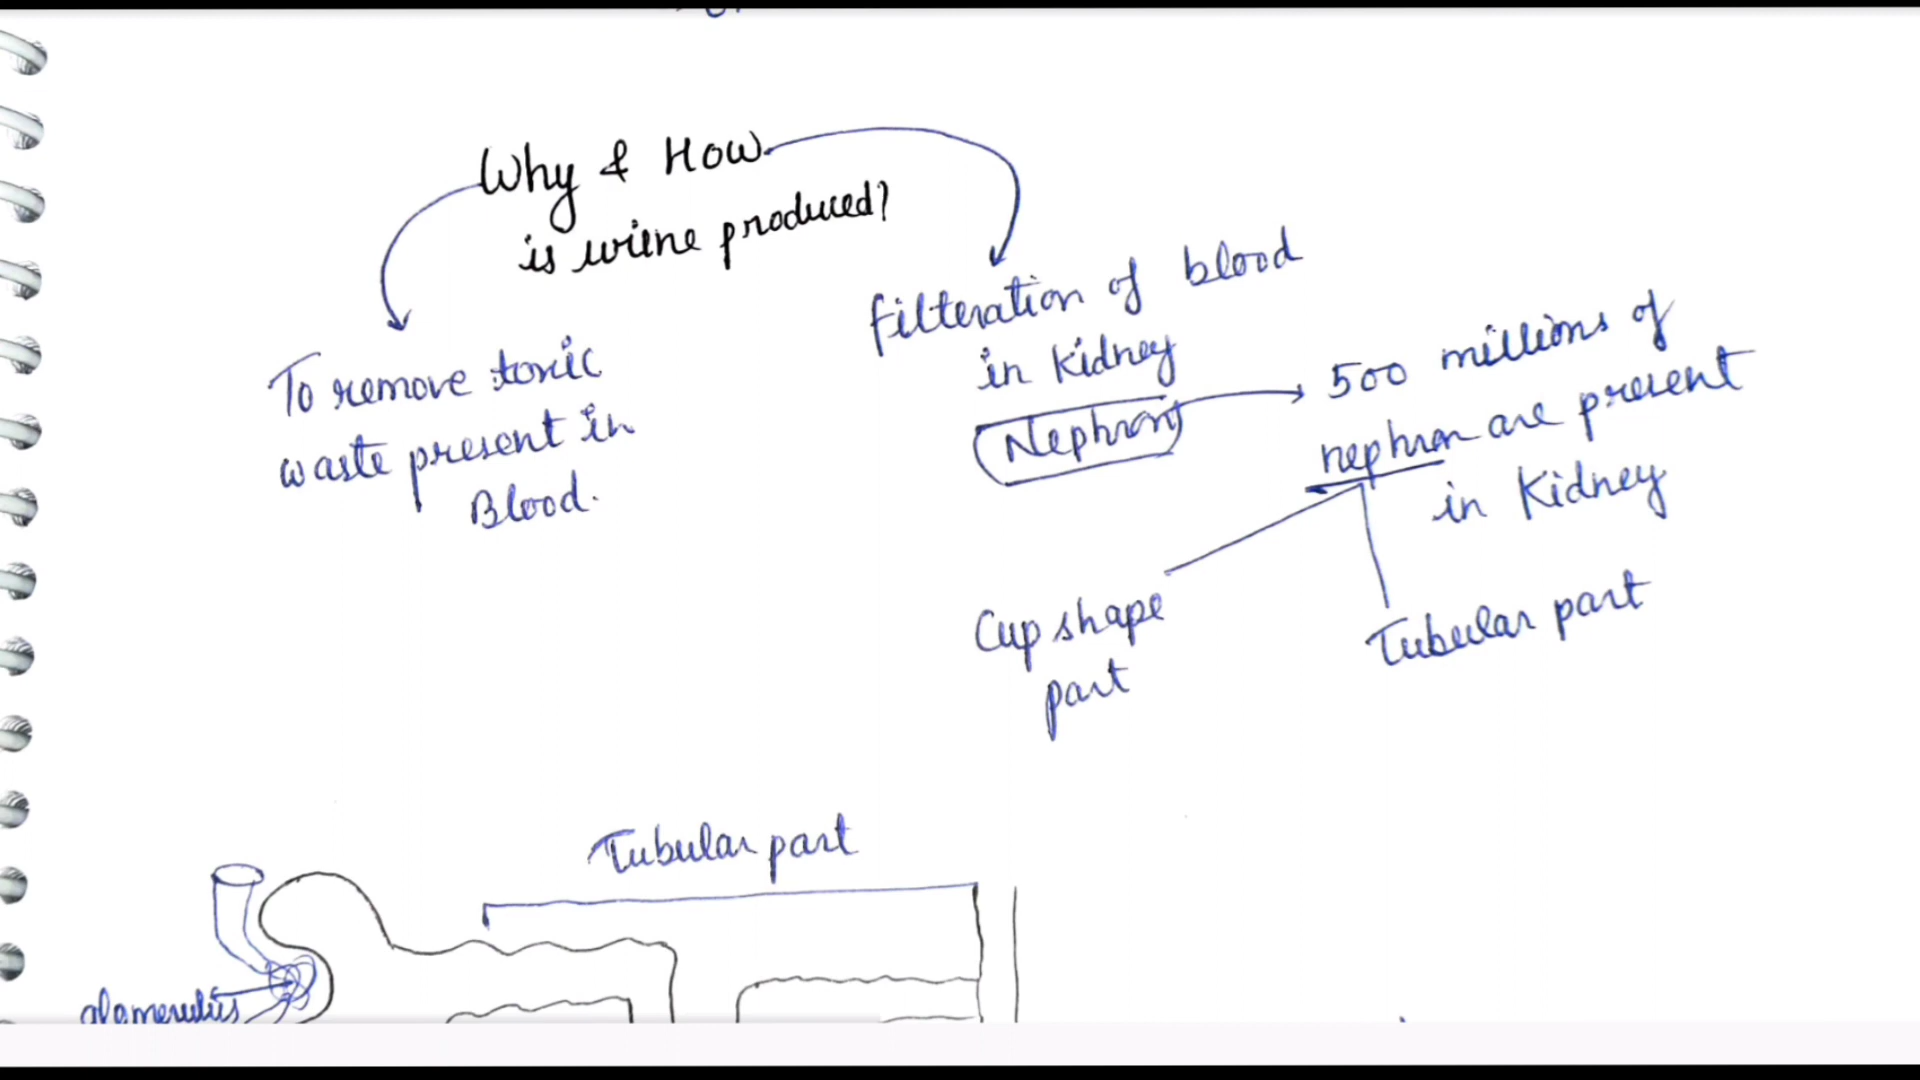 Why & How
is urine produced?
To remove toxic
waste present in
Blood.
filteration of blood
in Kidney
Nephron
500 millions of
nephron are present
in Kidney
Cup shape
part
Tubular part
Tubular part
glomerulus